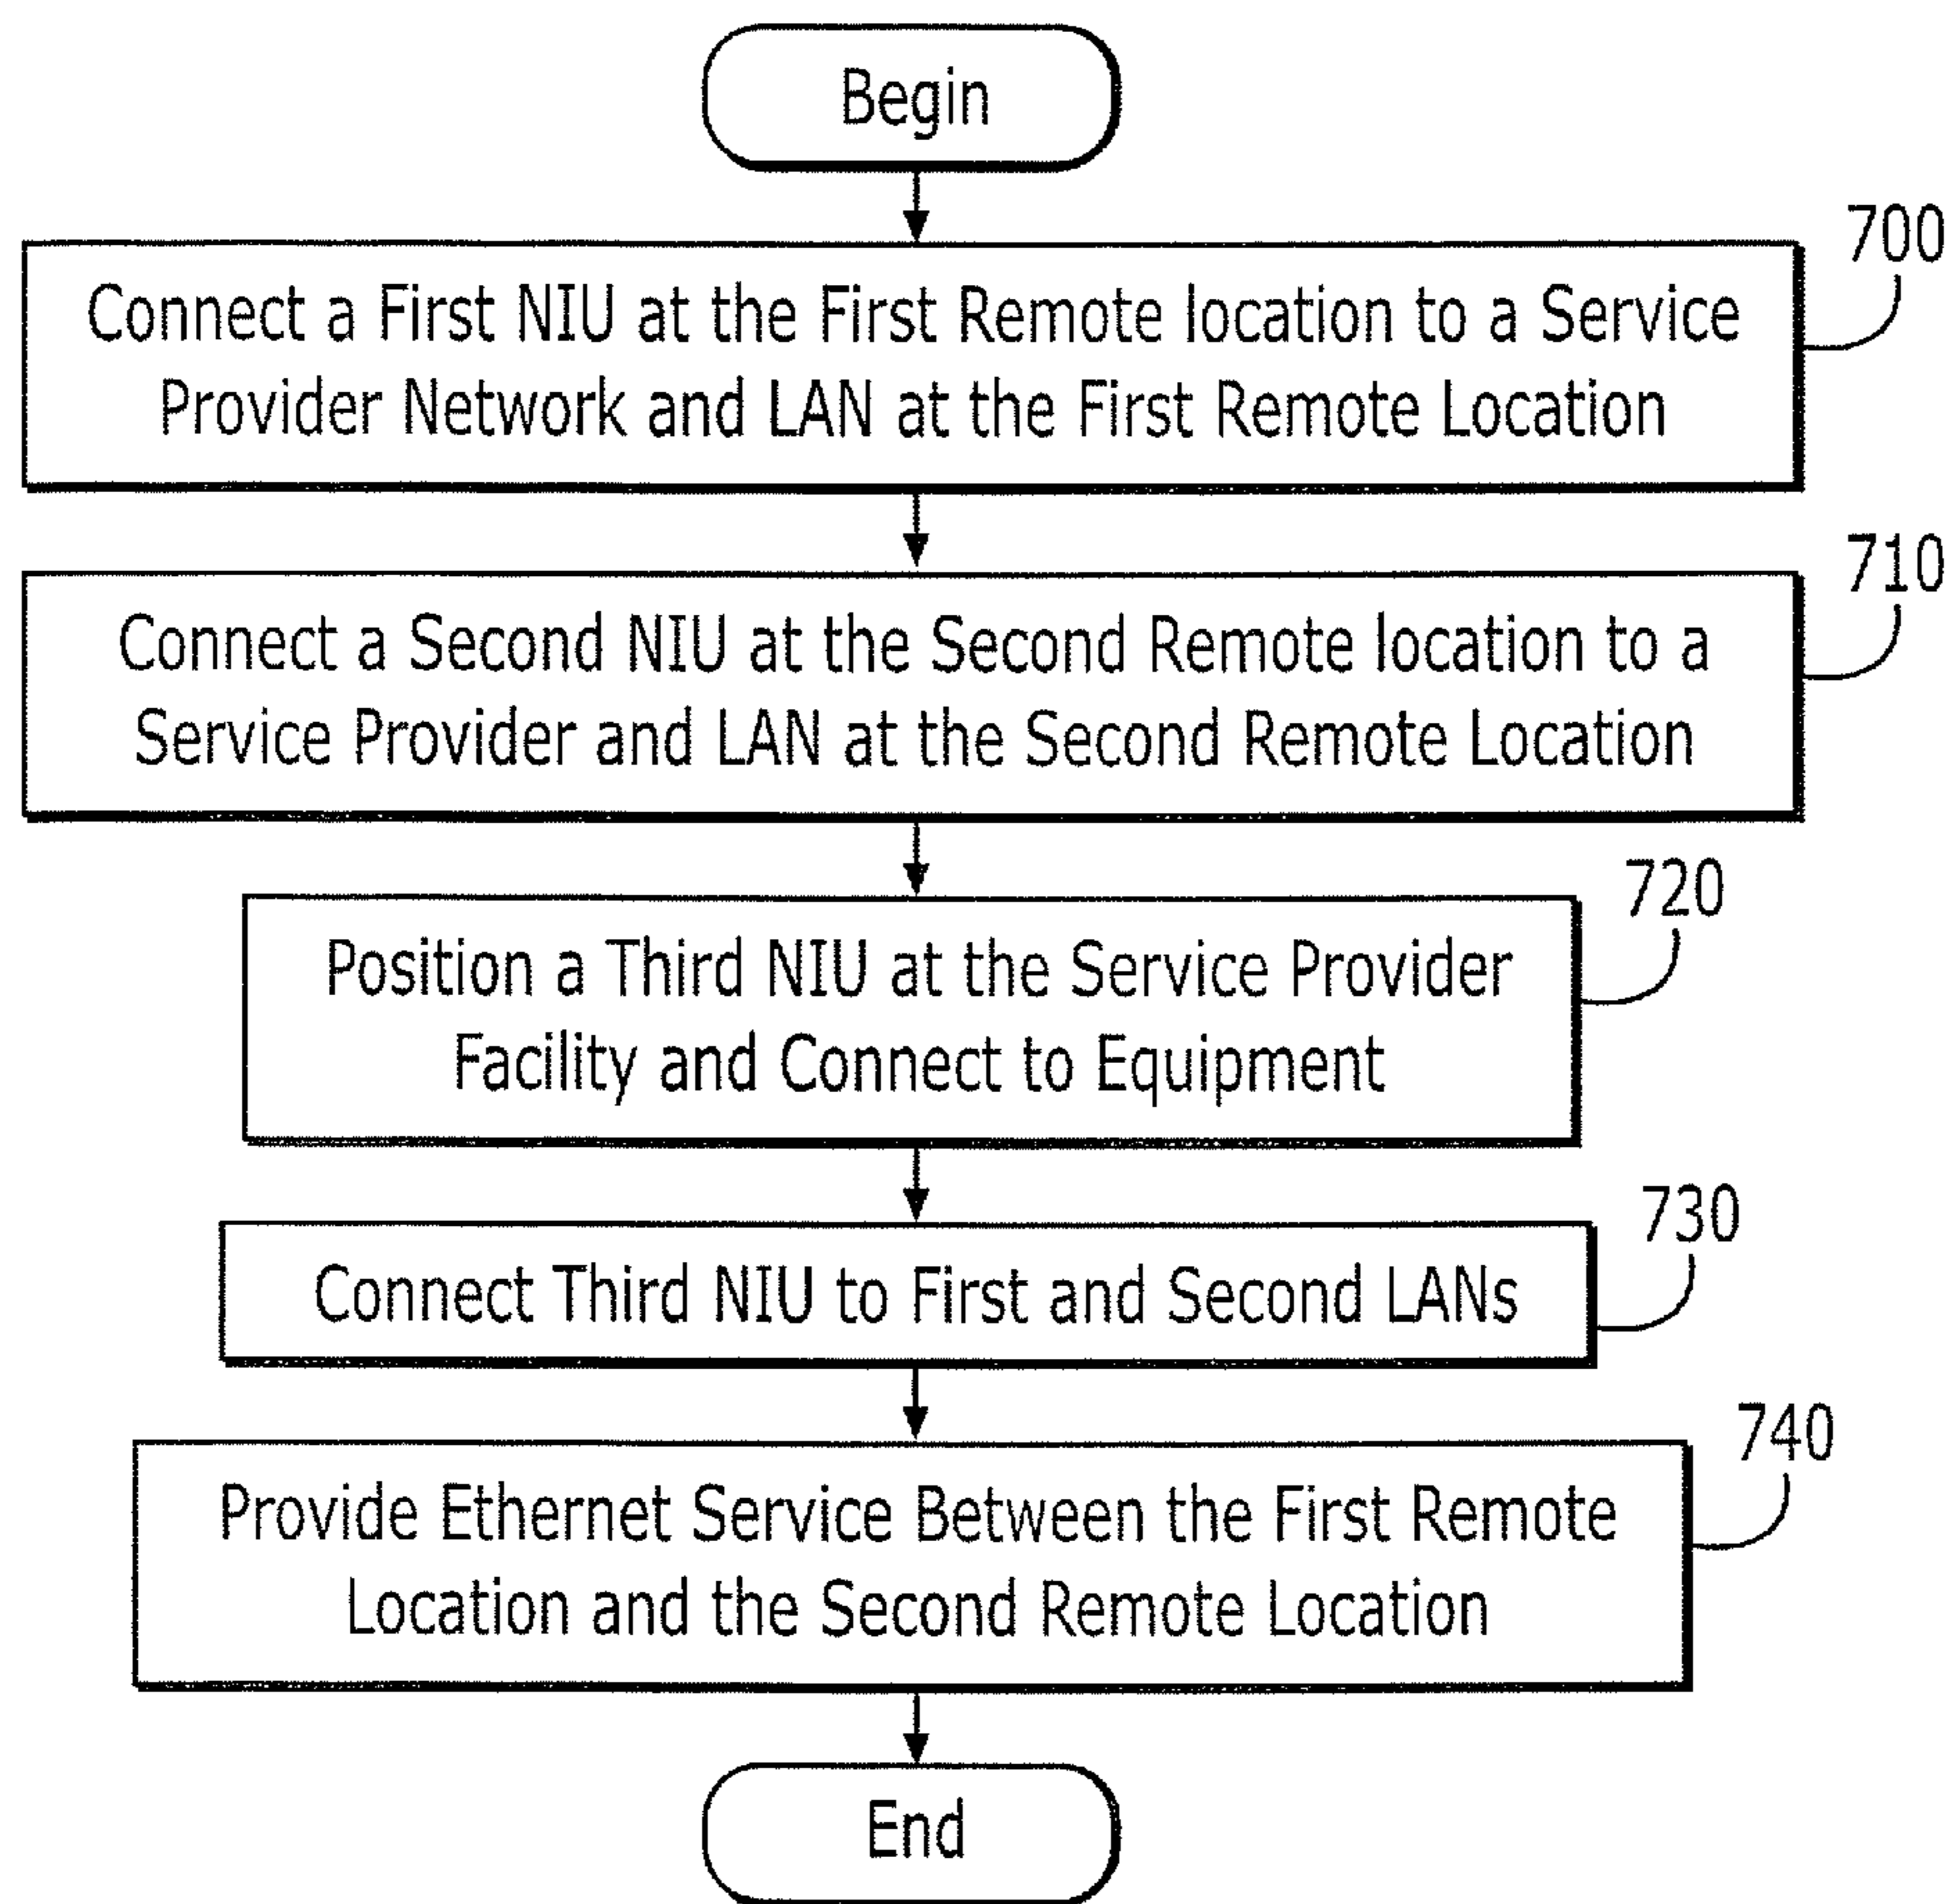 Begin
700
Connect a First NIU at the First Remote location to a Service
Provider Network and LAN at the First Remote Location
710
Connect a Second NIU at the Second Remote location to a
Service Provider and LAN at the Second Remote Location
720
Position a Third NIU at the Service Provider
Facility and Connect to Equipment
730
Connect Third NIU to First and Second LANs
740
Provide Ethernet Service Between the First Remote
Location and the Second Remote Location
End